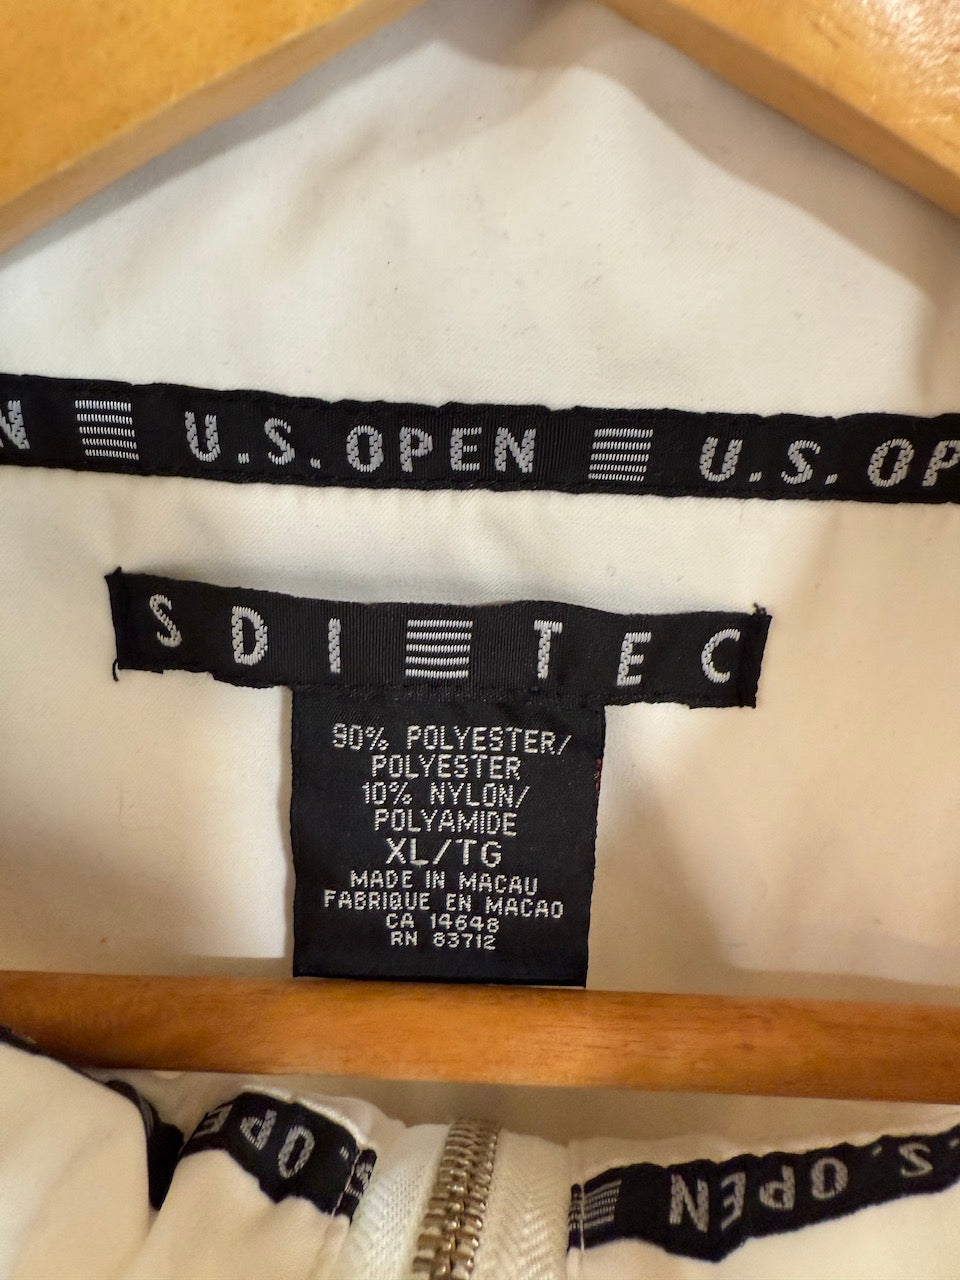 N U.S. OPEN U.S. OP
SDI TEC
90% POLYESTER/
POLYESTER
10% NYLON/
POLYAMIDE
XL/TG
MADE IN MACAU
FABRIQUE EN MACAO
CA 14648
RN 83712
S. OPE
U.S. OPEN